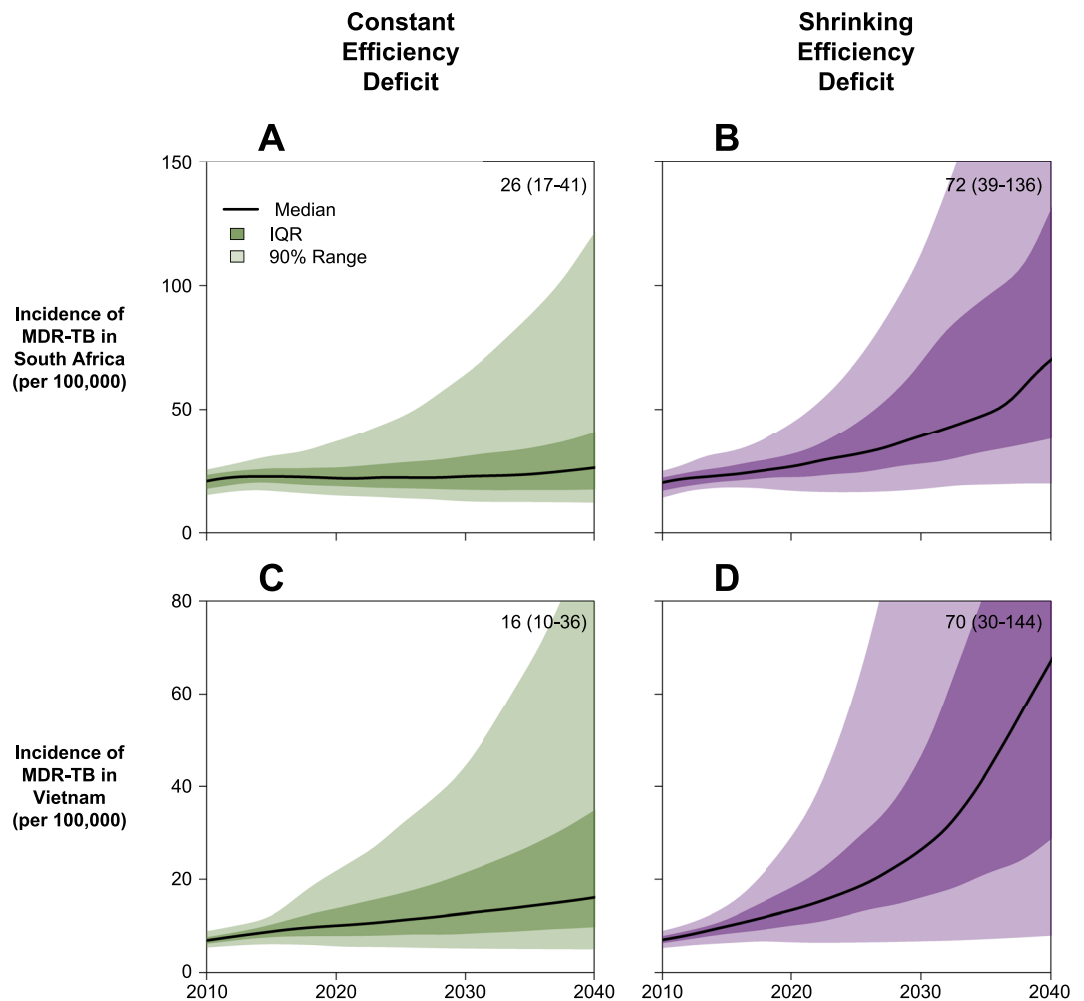 Constant
Efficiency
Deficit
Shrinking
Efficiency
Deficit
A
B
150
100
50
0
26 (17-41)
72 (39-136)
Median
IQR
90% Range
Incidence of
MDR-TB in
South Africa
(per 100,000)
2010
2020
2030
2040
2010
2020
2030
2040
C
D
80
60
40
20
0
16 (10-36)
70 (30-144)
Incidence of
MDR-TB in
Vietnam
(per 100,000)
2010
2020
2030
2040
2010
2020
2030
2040